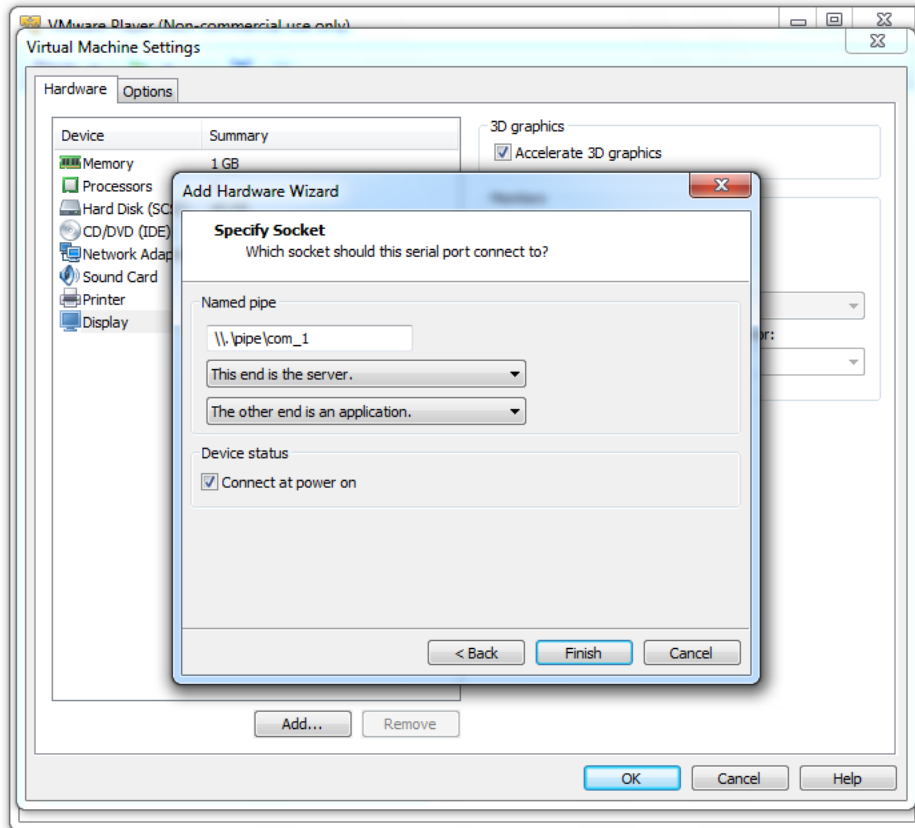 VMware Player (Non-commercial use only)
Virtual Machine Settings
Hardware
Options
Device Summary
Memory 1 GB
Processors
Hard Disk (SC
CD/DVD (IDE)
Network Adap
Sound Card
Printer
Display
3D graphics
Accelerate 3D graphics
Add Hardware Wizard
Specify Socket
Which socket should this serial port connect to?
Named pipe
\\.\pipe\com_1
This end is the server.
The other end is an application.
Device status
Connect at power on
< Back Finish Cancel
or:
Add... Remove
OK Cancel Help